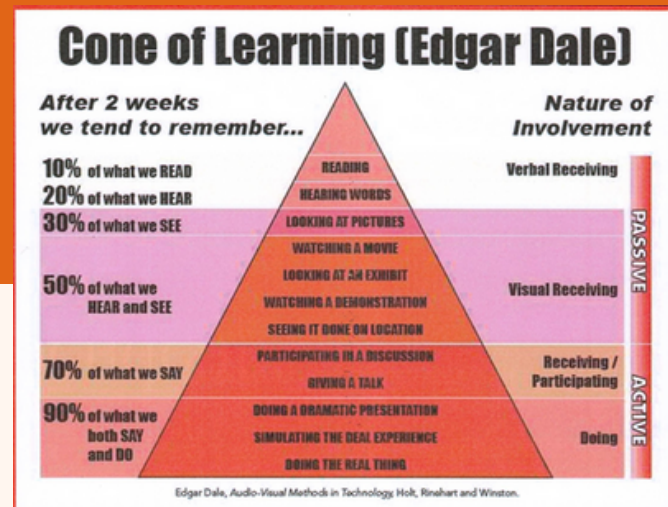 Cone of Learning (Edgar Dale)
After 2 weeks
we tend to remember...
Nature of
Involvement
10% of what we READ
READING
Verbal Receiving
20% of what we HEAR
HEARING WORDS
30% of what we SEE
LOOKING AT PICTURES
WATCHING A MOVIE
50% of what we
HEAR and SEE
LOOKING AT AN EXHIBIT
Visual Receiving
WATCHING A DEMONSTRATION
SEEING IT DONE ON LOCATION
PASSIVE
70% of what we SAY
PARTICIPATING IN A DISCUSSION
GIVING A TALK
Receiving /
Participating
90% of what we
both SAY
and DO
DOING A DRAMATIC PRESENTATION
SIMULATING THE DEAL EXPERIENCE
DOING THE REAL THING
Doing
ACTIVE
Edgar Dale, Audio-Visual Methods in Technology, Holt, Rinehart and Winston.